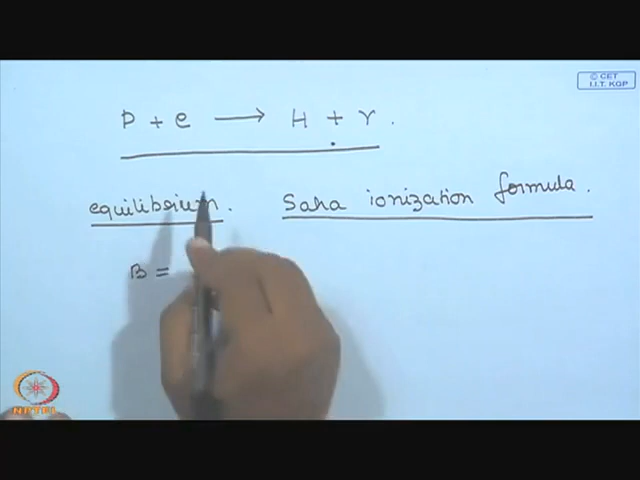 © CET
I.I.T. KGP
P + e ⟶ H + γ .
equilibrium. Saha ionization formula.
B =
NPTEL